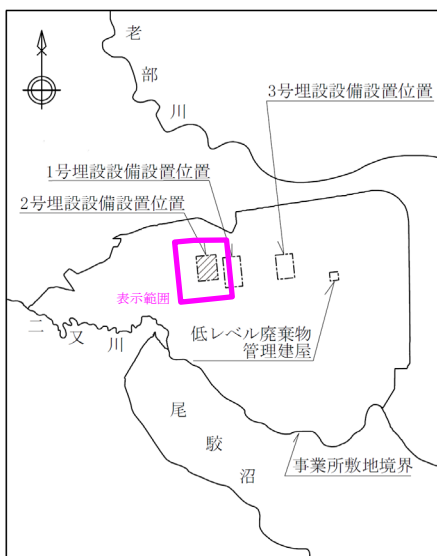 老部川
3号埋設設備設置位置
1号埋設設備設置位置
2号埋設設備設置位置
表示範囲
低レベル廃棄物
管理建屋
二又川
尾駮沼
事業所敷地境界